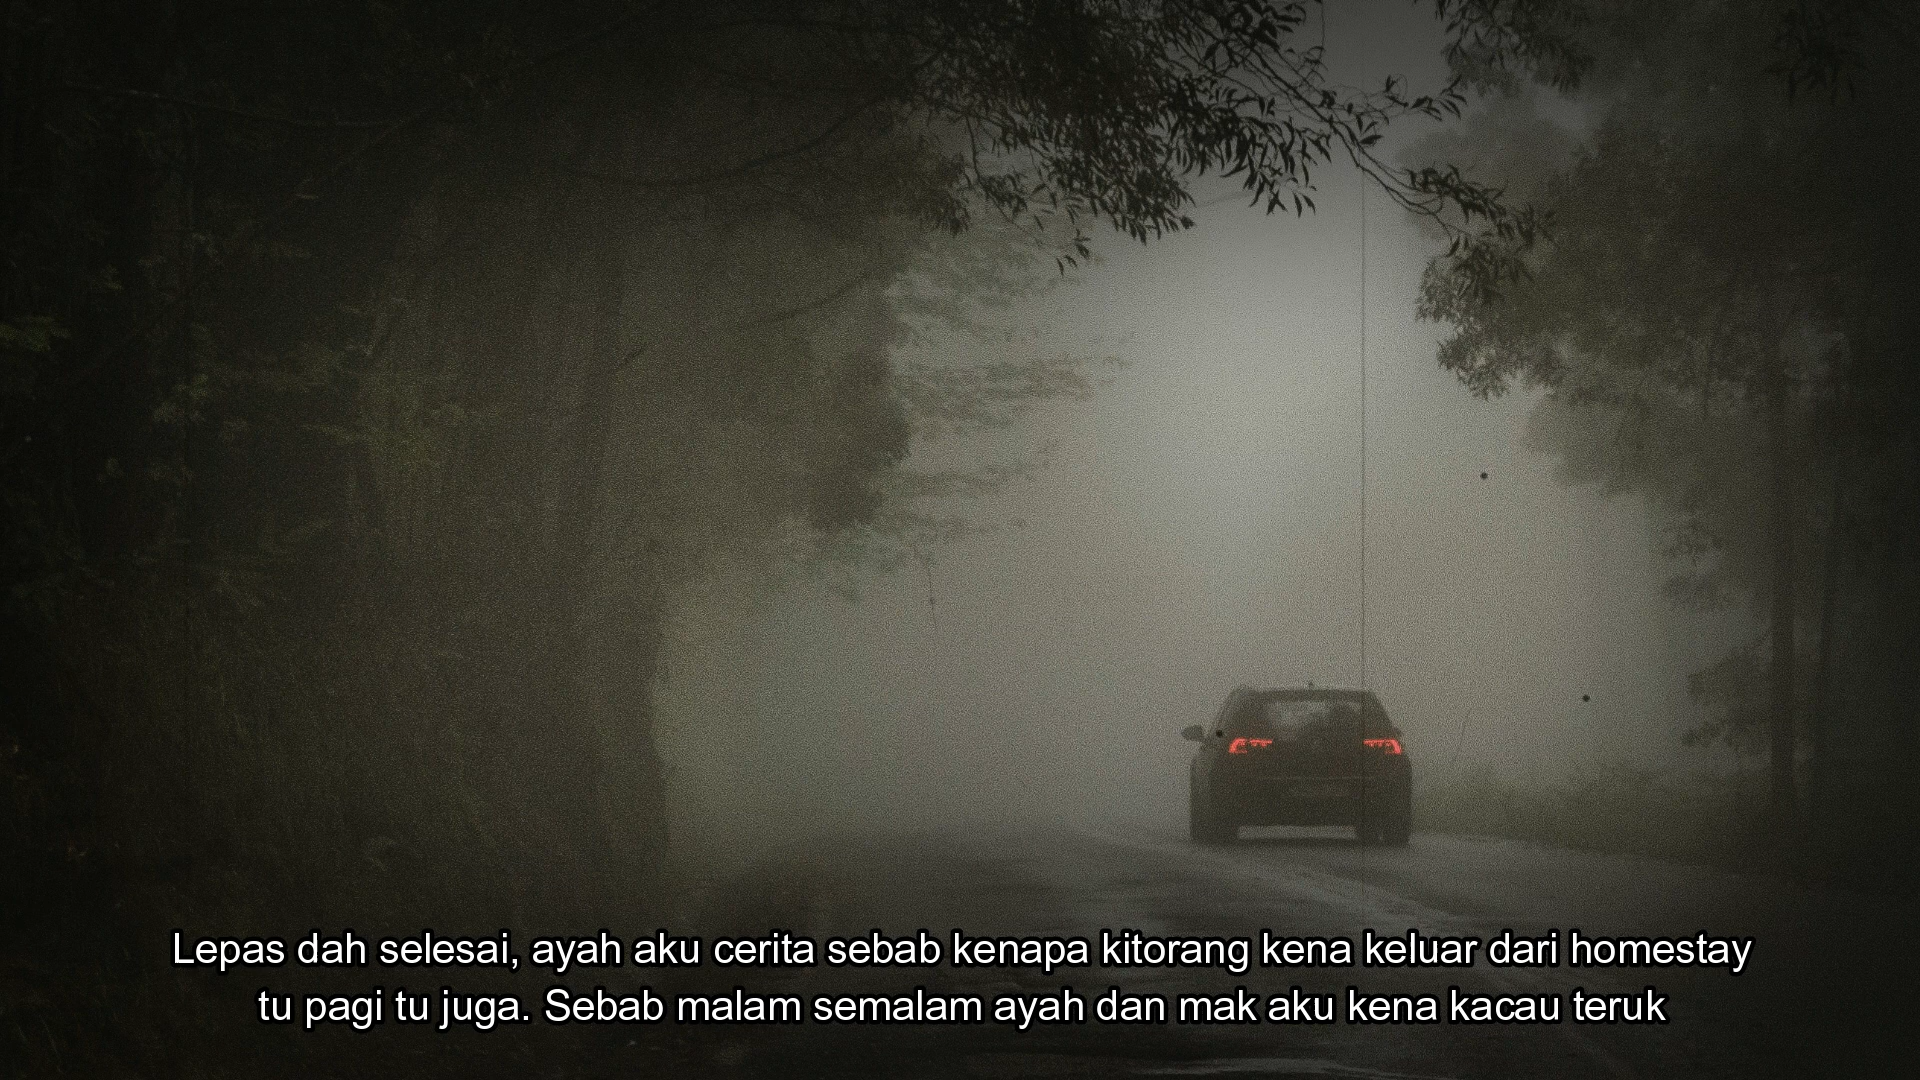 Lepas dah selesai, ayah aku cerita sebab kenapa kitorang kena keluar dari homestay
tu pagi tu juga. Sebab malam semalam ayah dan mak aku kena kacau teruk